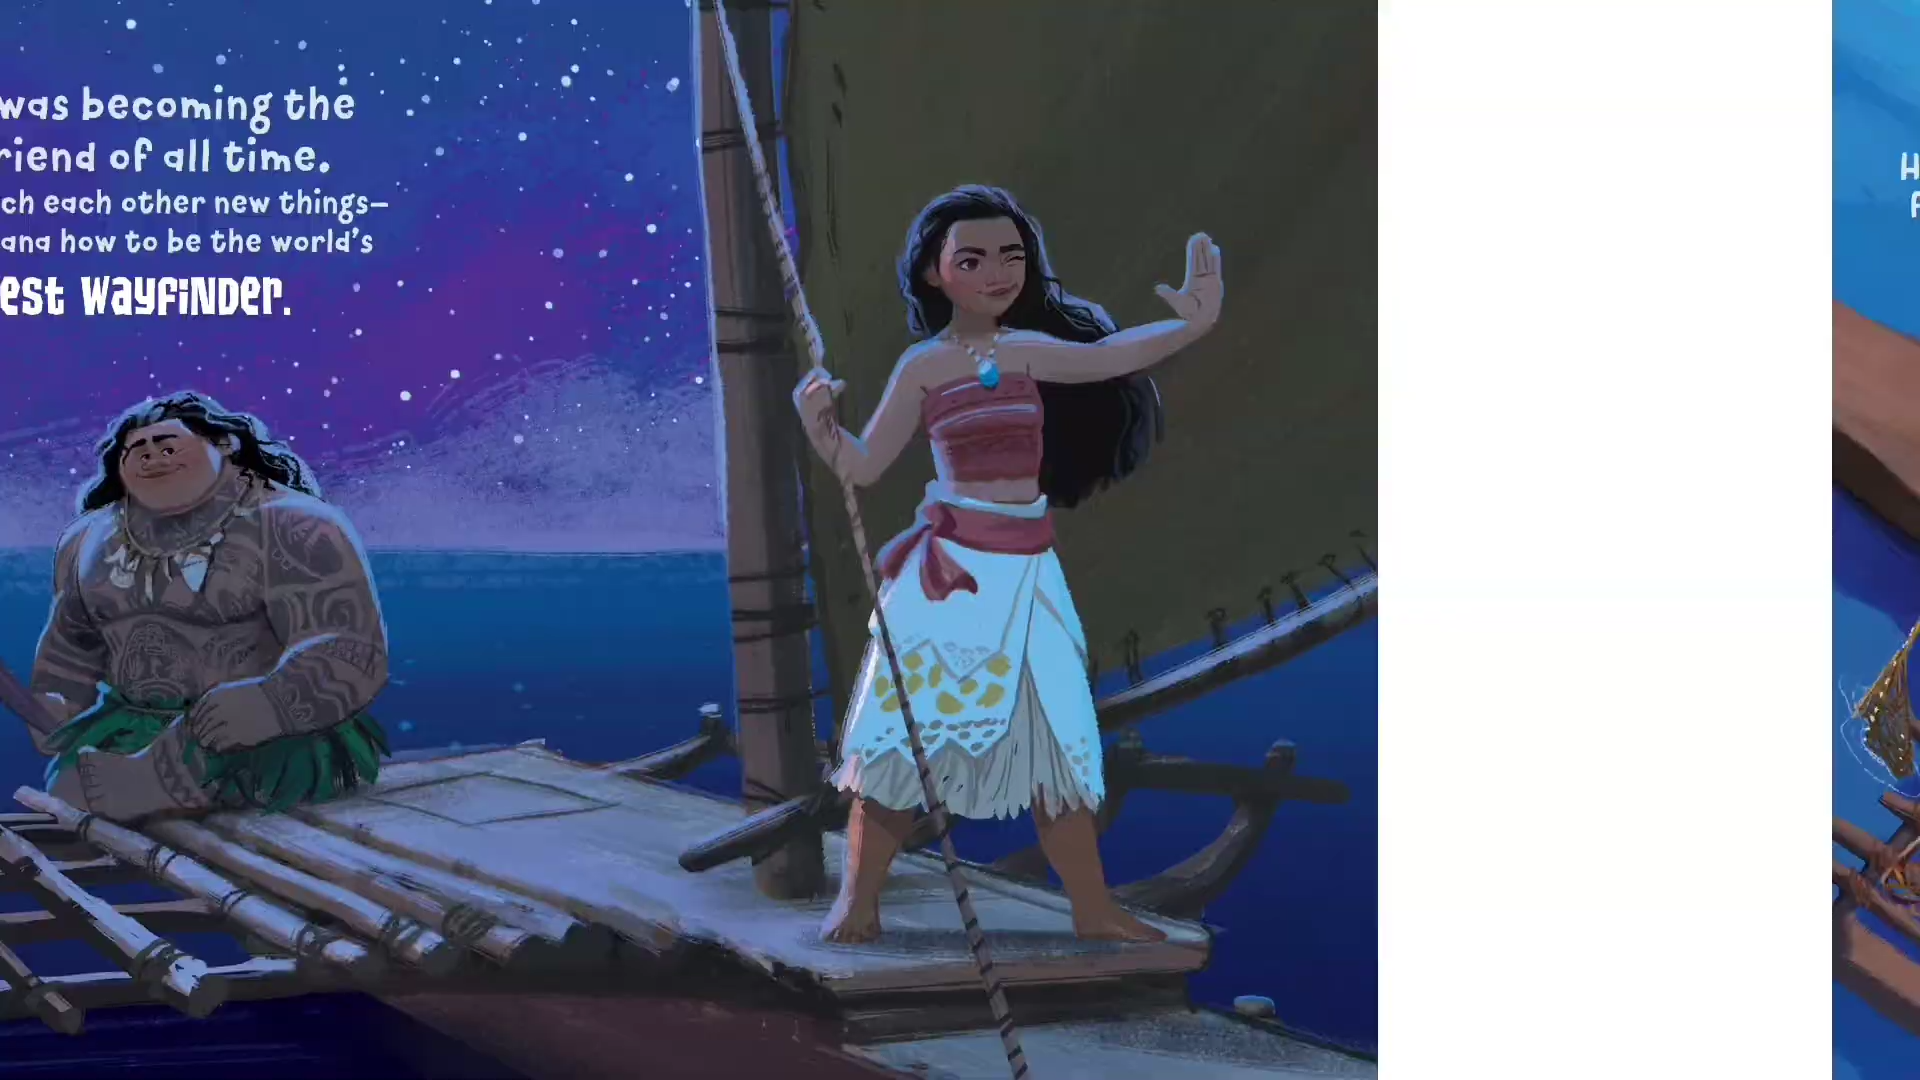 was becoming the
riend of all time.
ch each other new things—
ana how to be the world's
est wayfinder.
H